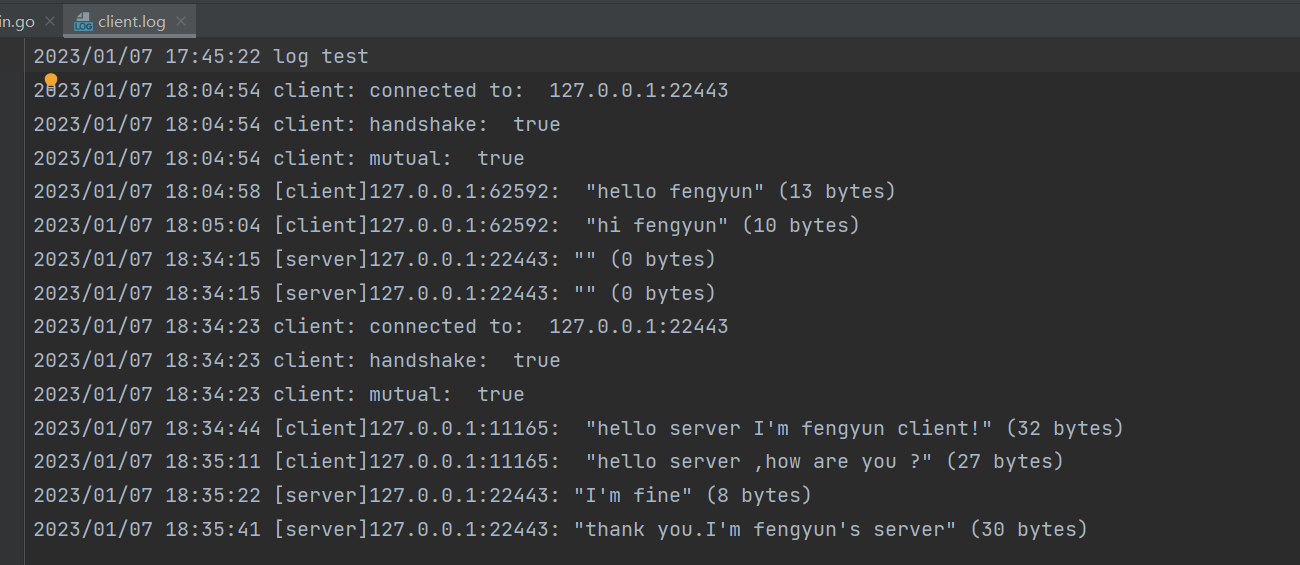 in.go client.log
2023/01/07 17:45:22 log test
2023/01/07 18:04:54 client: connected to:  127.0.0.1:22443
2023/01/07 18:04:54 client: handshake:  true
2023/01/07 18:04:54 client: mutual:  true
2023/01/07 18:04:58 [client]127.0.0.1:62592:  "hello fengyun" (13 bytes)
2023/01/07 18:05:04 [client]127.0.0.1:62592:  "hi fengyun" (10 bytes)
2023/01/07 18:34:15 [server]127.0.0.1:22443: "" (0 bytes)
2023/01/07 18:34:15 [server]127.0.0.1:22443: "" (0 bytes)
2023/01/07 18:34:23 client: connected to:  127.0.0.1:22443
2023/01/07 18:34:23 client: handshake:  true
2023/01/07 18:34:23 client: mutual:  true
2023/01/07 18:34:44 [client]127.0.0.1:11165:  "hello server I'm fengyun client!" (32 bytes)
2023/01/07 18:35:11 [client]127.0.0.1:11165:  "hello server ,how are you ?" (27 bytes)
2023/01/07 18:35:22 [server]127.0.0.1:22443: "I'm fine" (8 bytes)
2023/01/07 18:35:41 [server]127.0.0.1:22443: "thank you.I'm fengyun's server" (30 bytes)